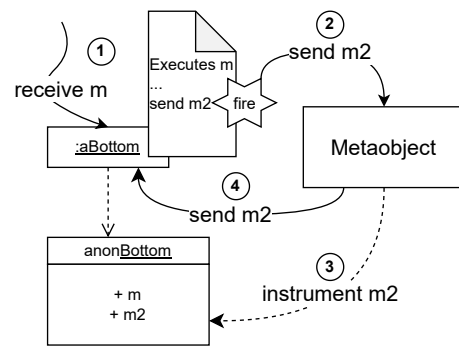 1
receive m
Executes m
...
send m2
fire
2
send m2
:aBottom
Metaobject
4
send m2
anonBottom
+ m
+ m2
3
instrument m2